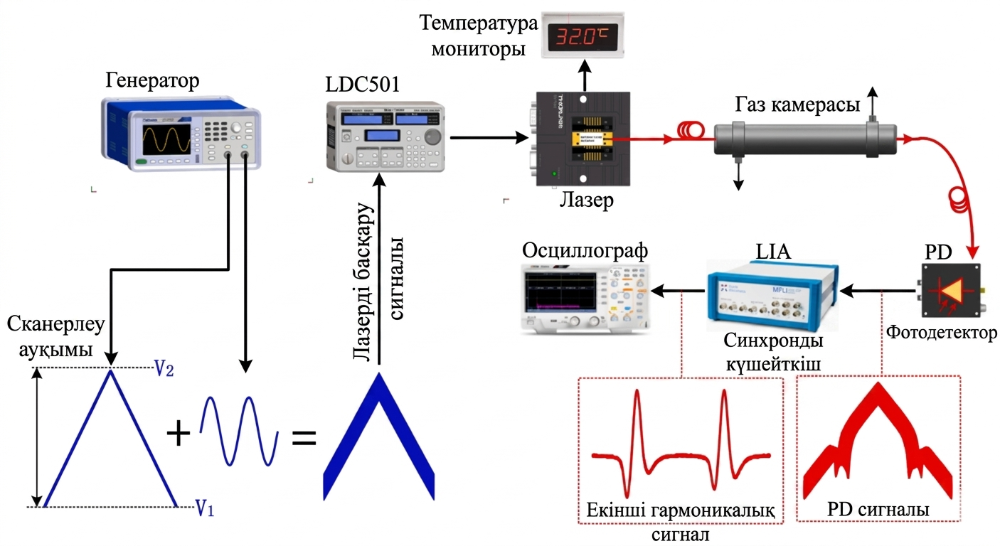 Температура
мониторы
32.0°C
Генератор
LDC501
Газ камерасы
Лазер
Лазерді басқару
сигналы
Осциллограф
LIA
PD
MFLI
Сканерлеу
ауқымы
Синхронды
күшейткіш
Фотодетектор
V2
+
=
V1
Екінші гармоникалық
сигнал
PD сигналы